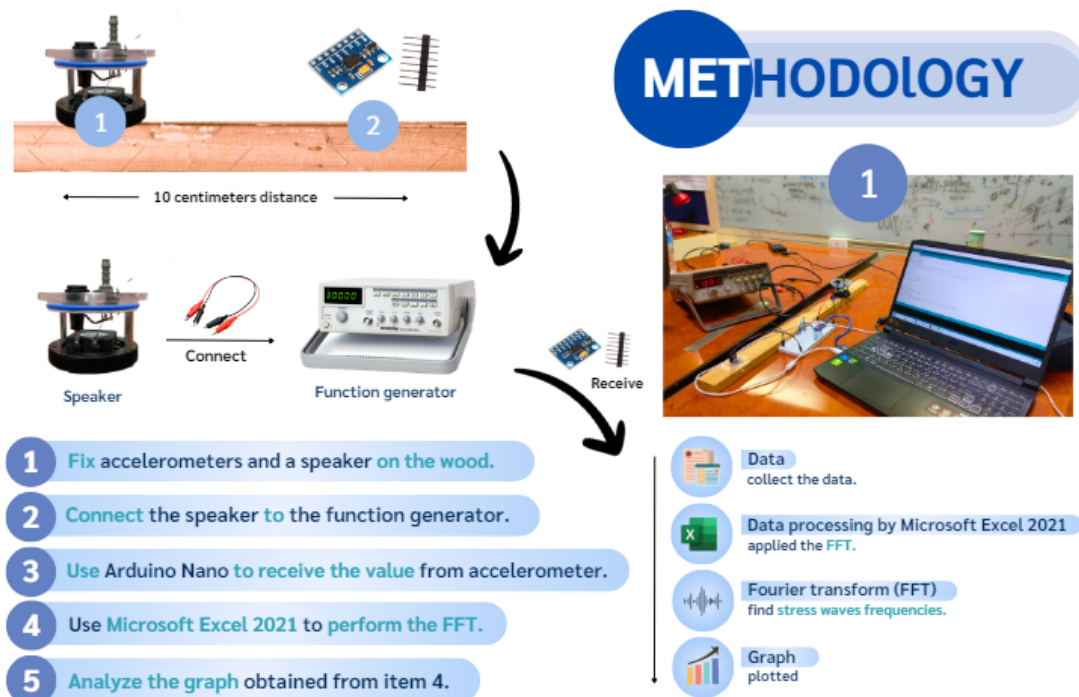 METHODOLOGY
1
2
10 centimeters distance
Connect
Speaker
Function generator
Receive
1
1 Fix accelerometers and a speaker on the wood.
2 Connect the speaker to the function generator.
3 Use Arduino Nano to receive the value from accelerometer.
4 Use Microsoft Excel 2021 to perform the FFT.
5 Analyze the graph obtained from item 4.
Data
collect the data.
Data processing by Microsoft Excel 2021
applied the FFT.
Fourier transform (FFT)
find stress waves frequencies.
Graph
plotted